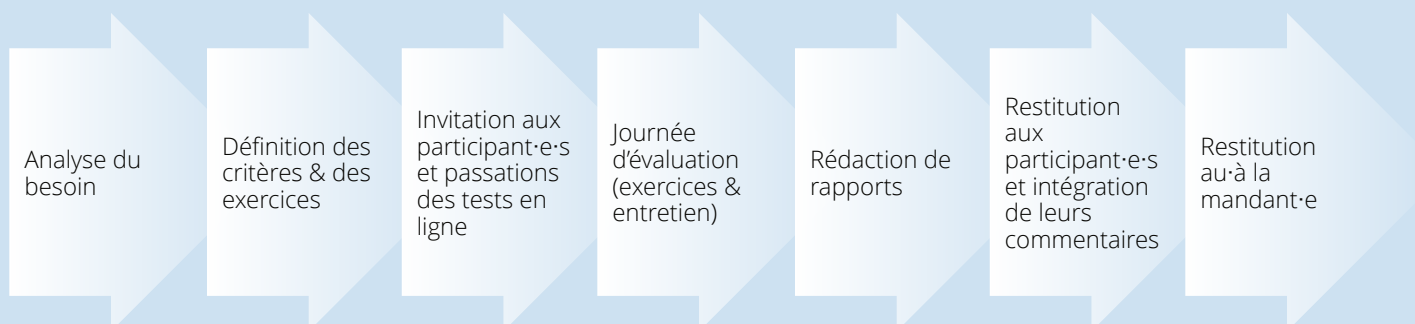 Analyse du
besoin
Définition des
critères & des
exercices
Invitation aux
participant·e·s
et passations
des tests en
ligne
Journée
d'évaluation
(exercices &
entretien)
Rédaction de
rapports
Restitution
aux
participant·e·s
et intégration
de leurs
commentaires
Restitution
au·à la
mandant·e